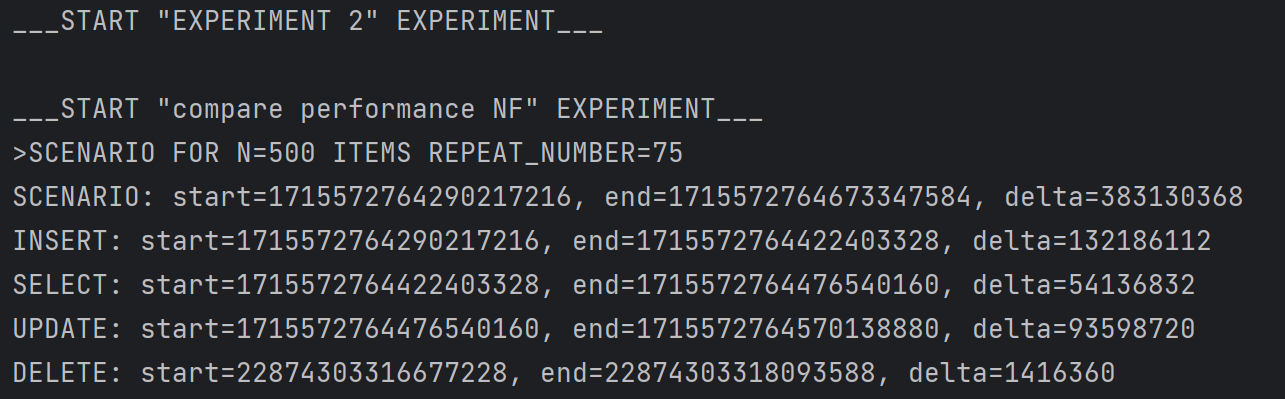 ___START "EXPERIMENT 2" EXPERIMENT___
___START "compare performance NF" EXPERIMENT___
>SCENARIO FOR N=500 ITEMS REPEAT_NUMBER=75
SCENARIO: start=1715572764290217216, end=1715572764673347584, delta=383130368
INSERT: start=1715572764290217216, end=1715572764422403328, delta=132186112
SELECT: start=1715572764422403328, end=1715572764476540160, delta=54136832
UPDATE: start=1715572764476540160, end=1715572764570138880, delta=93598720
DELETE: start=22874303316677228, end=22874303318093588, delta=1416360